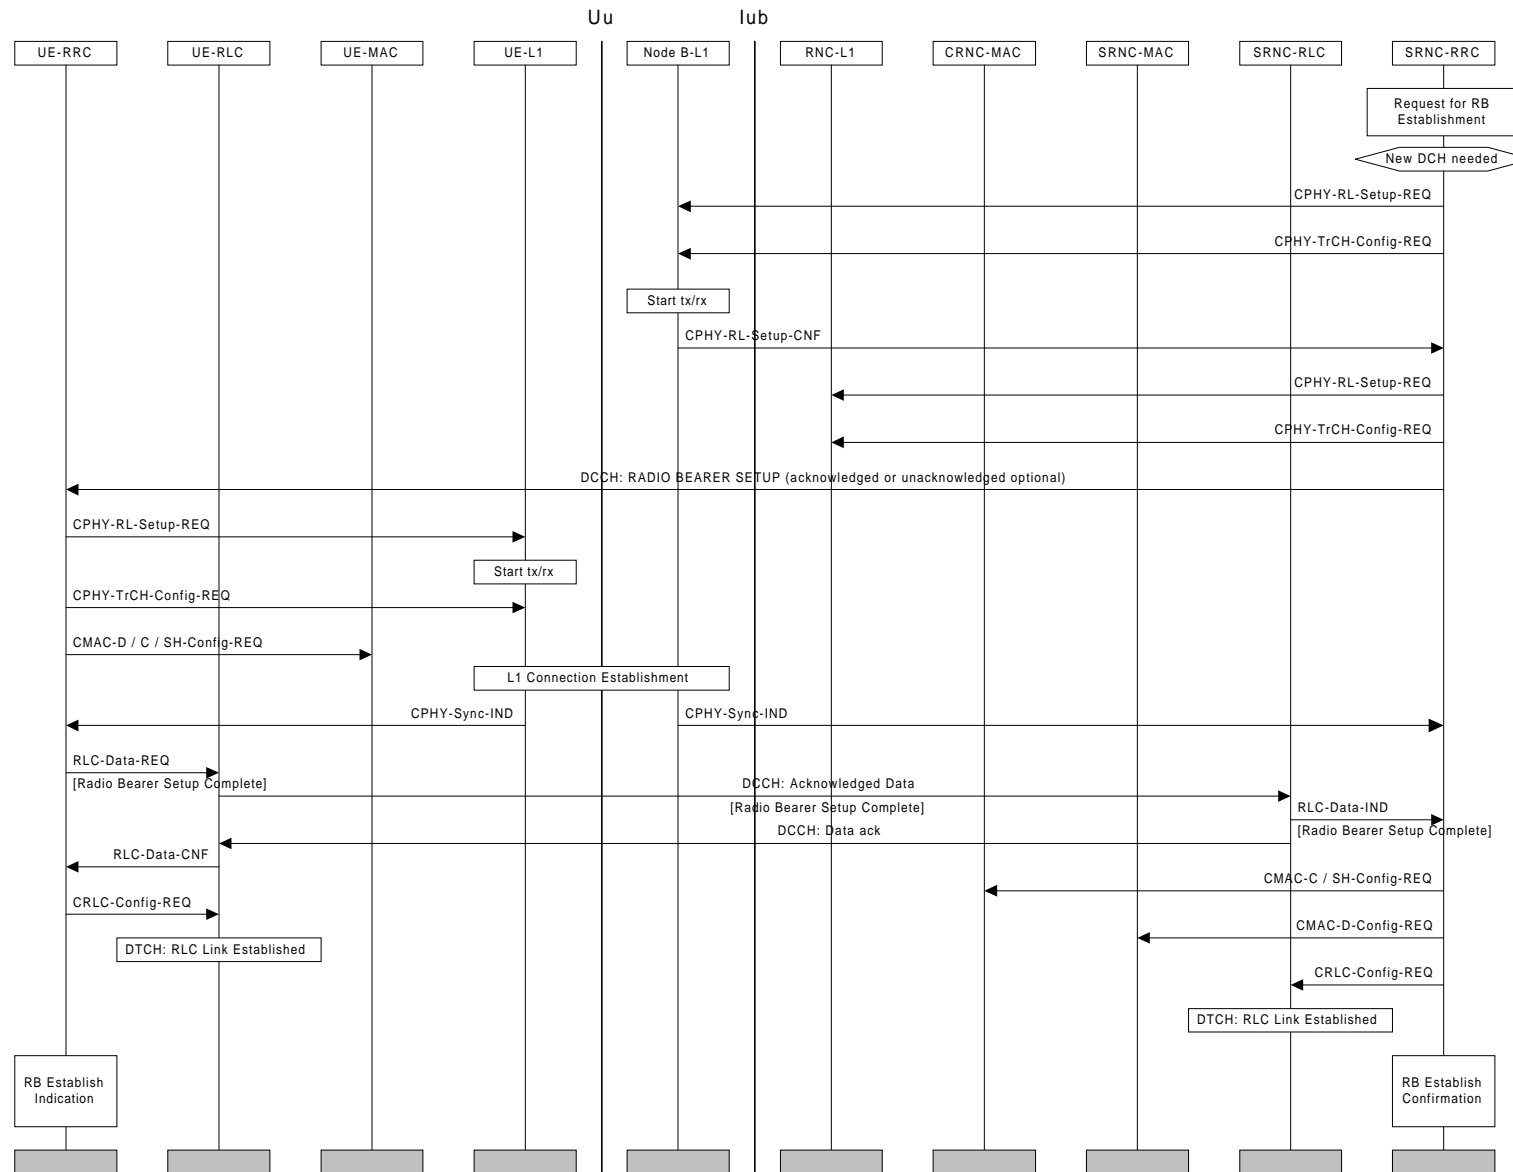 Uu
Iub
UE-RRC
UE-RLC
UE-MAC
UE-L1
Node B-L1
RNC-L1
CRNC-MAC
SRNC-MAC
SRNC-RLC
SRNC-RRC
Request for RB
Establishment
New DCH needed
CPHY-RL-Setup-REQ
CPHY-TrCH-Config-REQ
Start tx/rx
CPHY-RL-Setup-CNF
CPHY-RL-Setup-REQ
CPHY-TrCH-Config-REQ
DCCH: RADIO BEARER SETUP (acknowledged or unacknowledged optional)
CPHY-RL-Setup-REQ
Start tx/rx
CPHY-TrCH-Config-REQ
CMAC-D / C / SH-Config-REQ
L1 Connection Establishment
CPHY-Sync-IND
CPHY-Sync-IND
RLC-Data-REQ
[Radio Bearer Setup Complete]
DCCH: Acknowledged Data
[Radio Bearer Setup Complete]
RLC-Data-IND
[Radio Bearer Setup Complete]
DCCH: Data ack
RLC-Data-CNF
CMAC-C / SH-Config-REQ
CRLC-Config-REQ
CMAC-D-Config-REQ
DTCH: RLC Link Established
CRLC-Config-REQ
DTCH: RLC Link Established
RB Establish
Indication
RB Establish
Confirmation